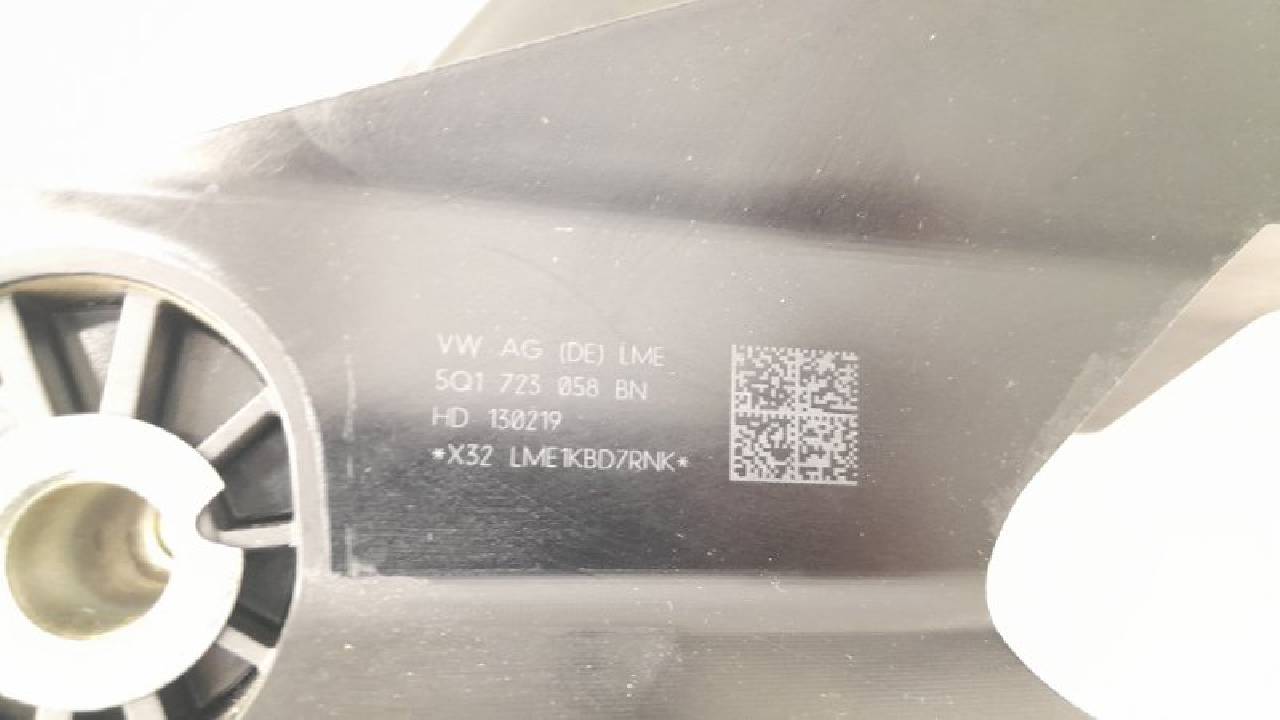 VW AG (DE) LME
5Q1 723 058 BN
HD 130219
*X32 LME1KBD7RNK*